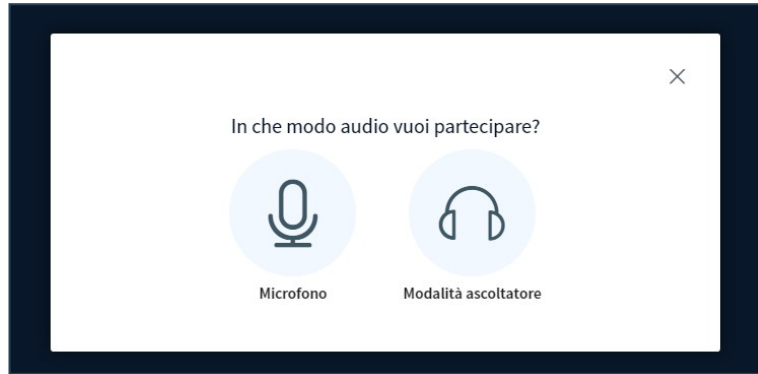 In che modo audio vuoi partecipare?
Microfono
Modalità ascoltatore